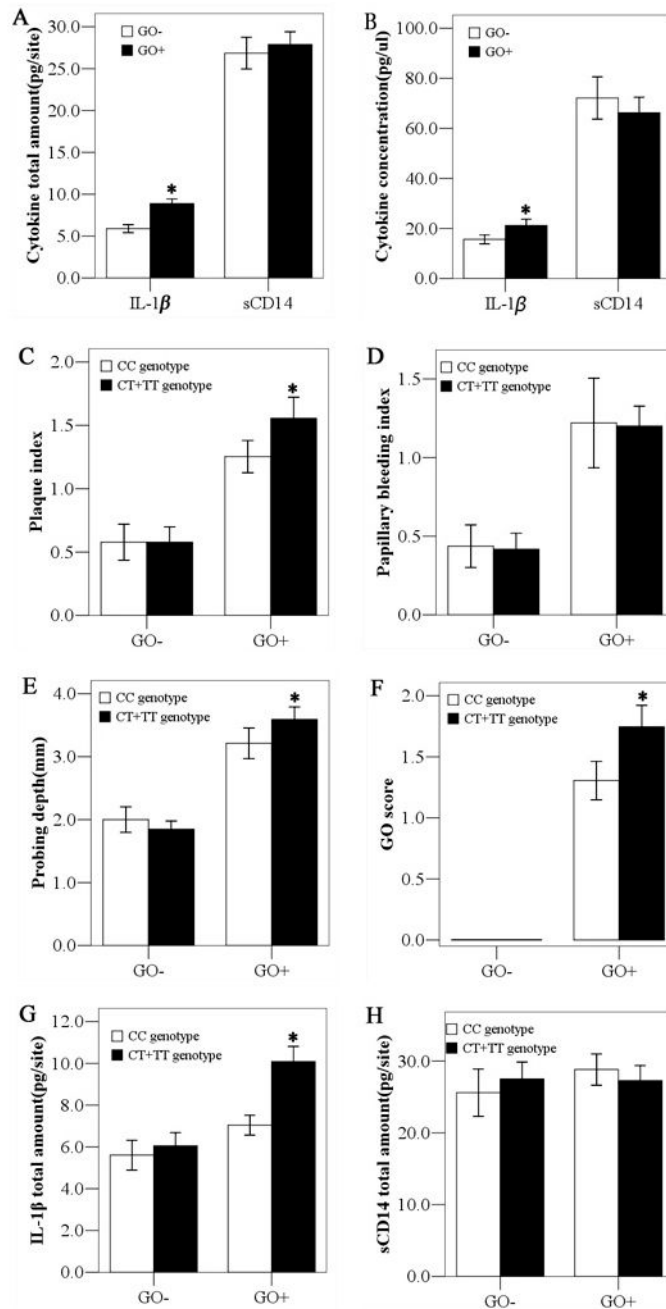 A
GO-
GO+
Cytokine total amount(pg/site)
30.0
25.0
20.0
15.0
10.0
5.0
0.0
*
IL-1β
sCD14
B
GO-
GO+
Cytokine concentration(pg/ul)
100.0
80.0
60.0
40.0
20.0
0.0
*
IL-1β
sCD14
C
CC genotype
CT+TT genotype
Plaque index
2.0
1.5
1.0
0.5
0.0
*
GO-
GO+
D
CC genotype
CT+TT genotype
Papillary bleeding index
1.5
1.0
0.5
0.0
GO-
GO+
E
CC genotype
CT+TT genotype
Probing depth(mm)
4.0
3.0
2.0
1.0
0.0
*
GO-
GO+
F
CC genotype
CT+TT genotype
GO score
2.0
1.5
1.0
0.5
0.0
*
GO-
GO+
G
CC genotype
CT+TT genotype
IL-1β total amount(pg/site)
12.0
10.0
8.0
6.0
4.0
2.0
0.0
*
GO-
GO+
H
CC genotype
CT+TT genotype
sCD14 total amount(pg/site)
30.0
20.0
10.0
0.0
GO-
GO+